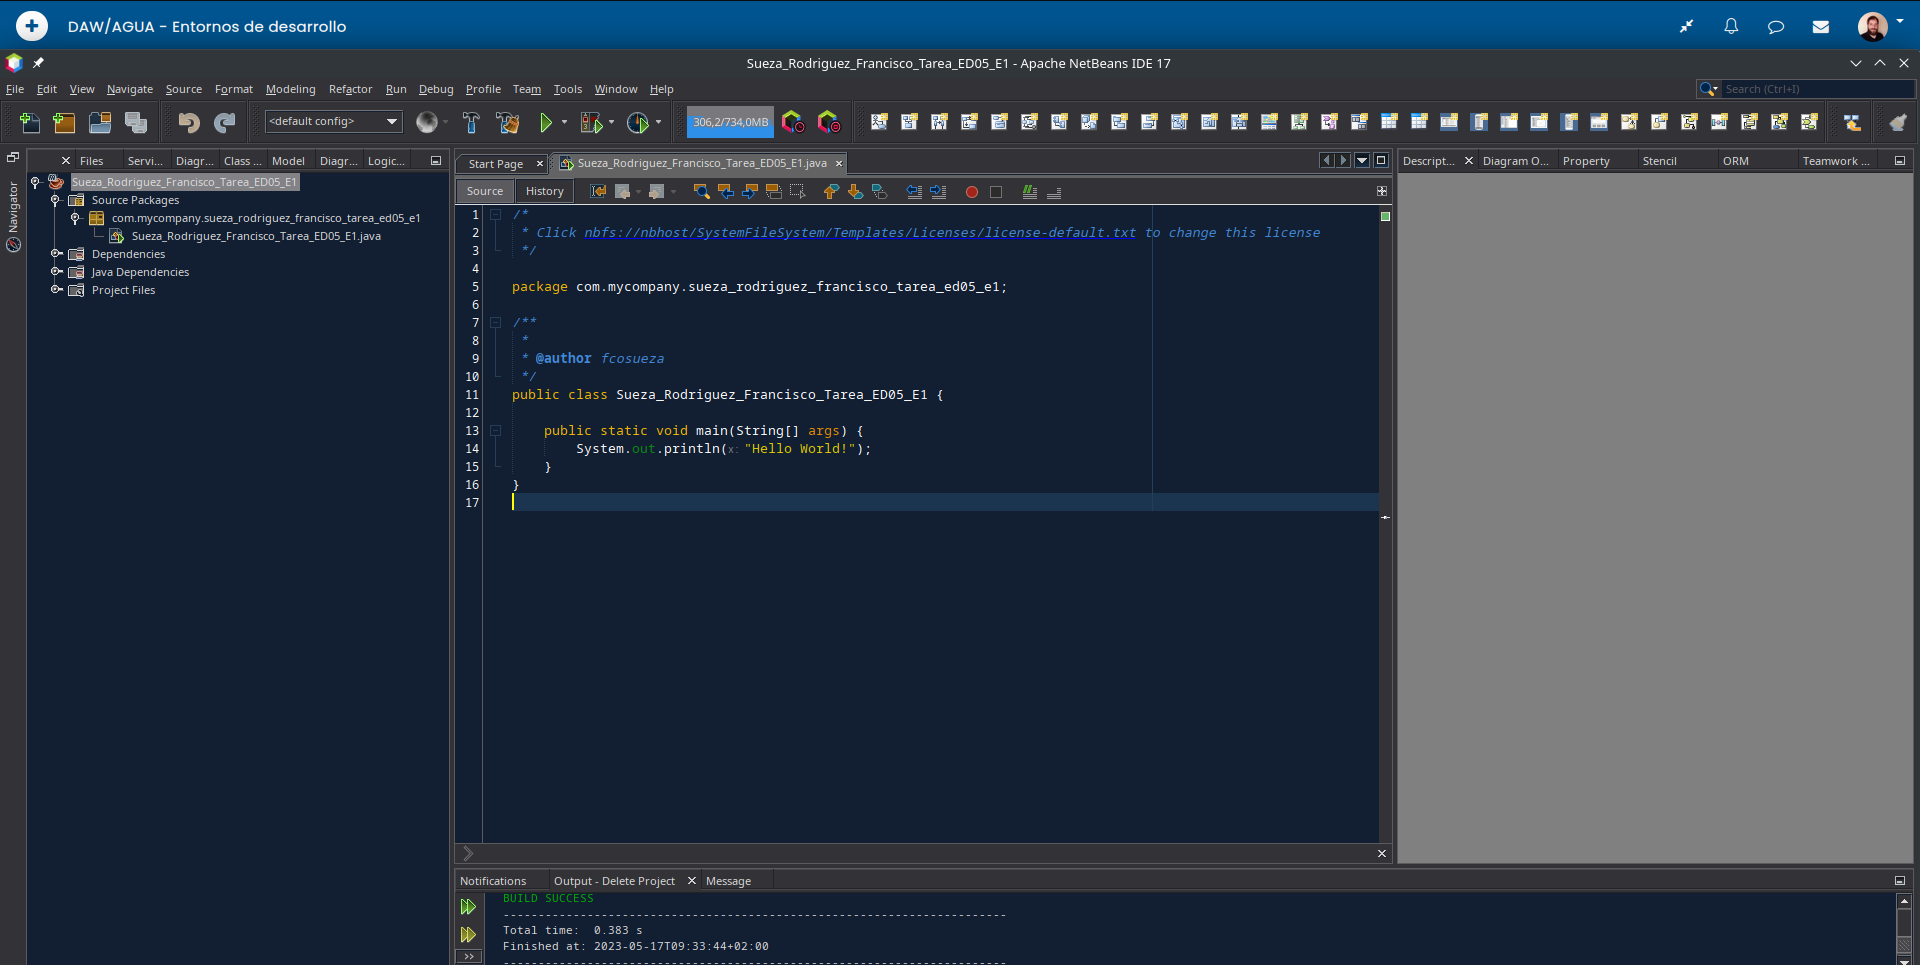 DAW/AGUA - Entornos de desarrollo
Sueza_Rodriguez_Francisco_Tarea_ED05_E1 - Apache NetBeans IDE 17
File Edit View Navigate Source Format Modeling Refactor Run Debug Profile Team Tools Window Help
Search (Ctrl+I)
<default config>
306,2/734,0MB
Files Servi... Diagr... Class ... Model Diagr... Logic...
Navigator
Sueza_Rodriguez_Francisco_Tarea_ED05_E1
Source Packages
com.mycompany.sueza_rodriguez_francisco_tarea_ed05_e1
Sueza_Rodriguez_Francisco_Tarea_ED05_E1.java
Dependencies
Java Dependencies
Project Files
Start Page Sueza_Rodriguez_Francisco_Tarea_ED05_E1.java
Source History
1 /*
2 * Click nbfs://nbhost/SystemFileSystem/Templates/Licenses/license-default.txt to change this license
3 */
4
5 package com.mycompany.sueza_rodriguez_francisco_tarea_ed05_e1;
6
7 /**
8 *
9 * @author fcosueza
10 */
11 public class Sueza_Rodriguez_Francisco_Tarea_ED05_E1 {
12
13 public static void main(String[] args) {
14 System.out.println(x: "Hello World!");
15 }
16 }
17
Descript... Diagram O... Property Stencil ORM Teamwork ...
Notifications Output - Delete Project Message
BUILD SUCCESS
------------------------------------------------------------------------
Total time: 0.383 s
Finished at: 2023-05-17T09:33:44+02:00
------------------------------------------------------------------------